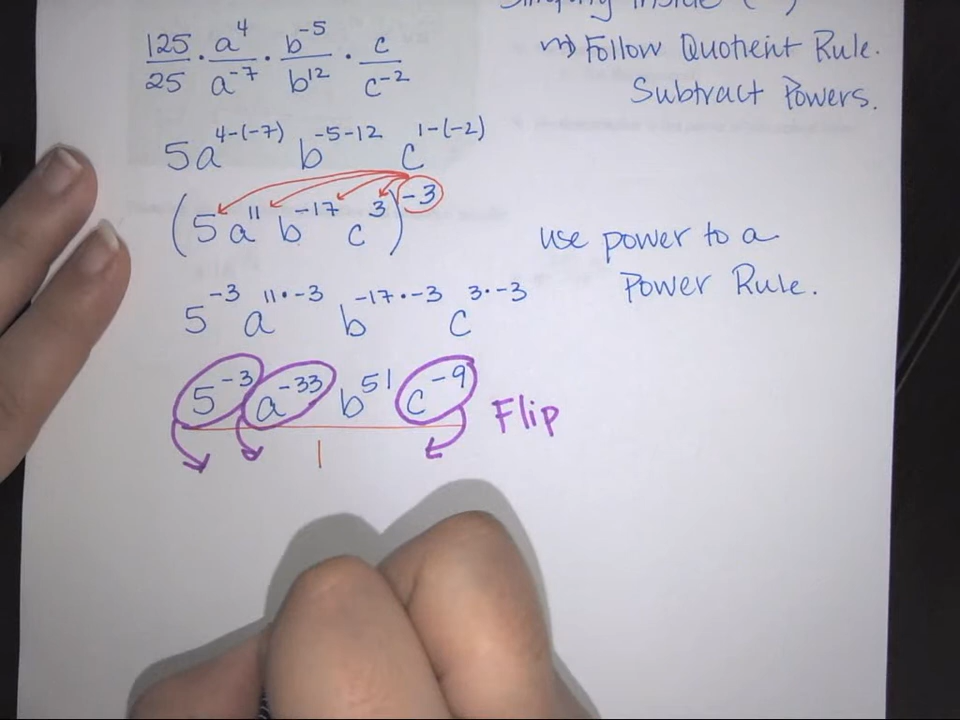 Simplify Inside ( )
125/25 · a^4/a^-7 · b^-5/b^12 · c/c^-2
⇝ Follow Quotient Rule.
Subtract Powers.
5a^4-(-7) b^-5-12 c^1-(-2)
(5a^11 b^-17 c^3)^-3
use power to a
Power Rule.
5^-3 a^11·-3 b^-17·-3 c^3·-3
5^-3 a^-33 b^51 c^-9
Flip
1